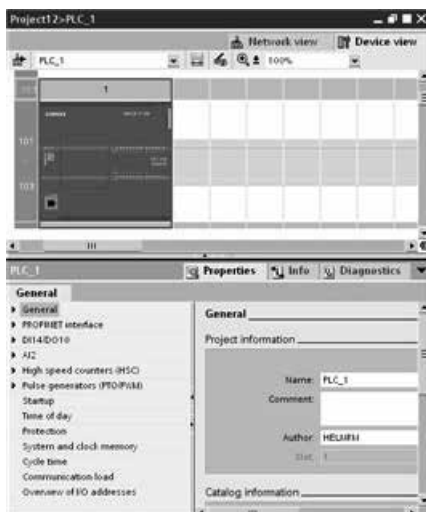 Project12>PLC_1
Network view
Device view
PLC_1
100%
1
101
103
PLC_1
Properties
Info
Diagnostics
General
General
PROFINET interface
DI14/DO10
AI2
High speed counters (HSC)
Pulse generators (PTO/PWM)
Startup
Time of day
Protection
System and clock memory
Cycle time
Communication load
Overview of I/O addresses
General
Project information
Name: PLC_1
Comment:
Author: HELMFM
Slot: 1
Catalog information